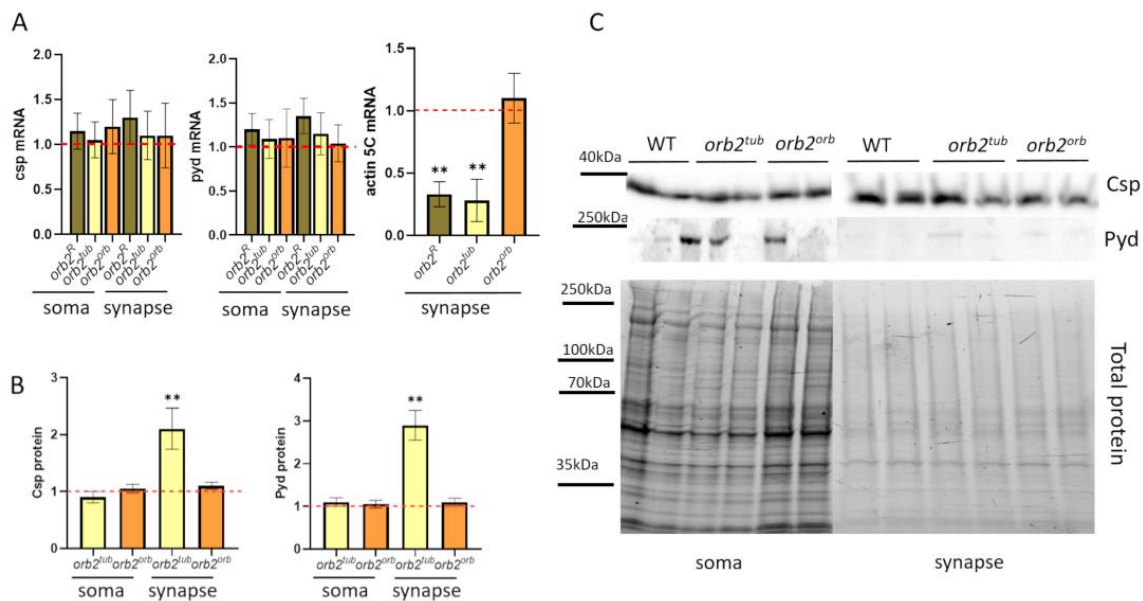 A
csp mRNA
2.0
1.5
1.0
0.5
0.0
orb2R
orb2tub
orb2orb
orb2R
orb2tub
orb2orb
soma synapse
pyd mRNA
2.0
1.5
1.0
0.5
0.0
orb2R
orb2tub
orb2orb
orb2R
orb2tub
orb2orb
soma synapse
actin 5C mRNA
1.5
1.0
0.5
0.0
** **
orb2R
orb2tub
orb2orb
synapse
B
Csp protein
3
2
1
0
**
orb2tub orb2orb orb2tub orb2orb
soma synapse
Pyd protein
4
3
2
1
0
**
orb2tub orb2orb orb2tub orb2orb
soma synapse
C
WT orb2tub orb2orb WT orb2tub orb2orb
40kDa
Csp
250kDa
Pyd
250kDa
100kDa
70kDa
35kDa
Total protein
soma synapse